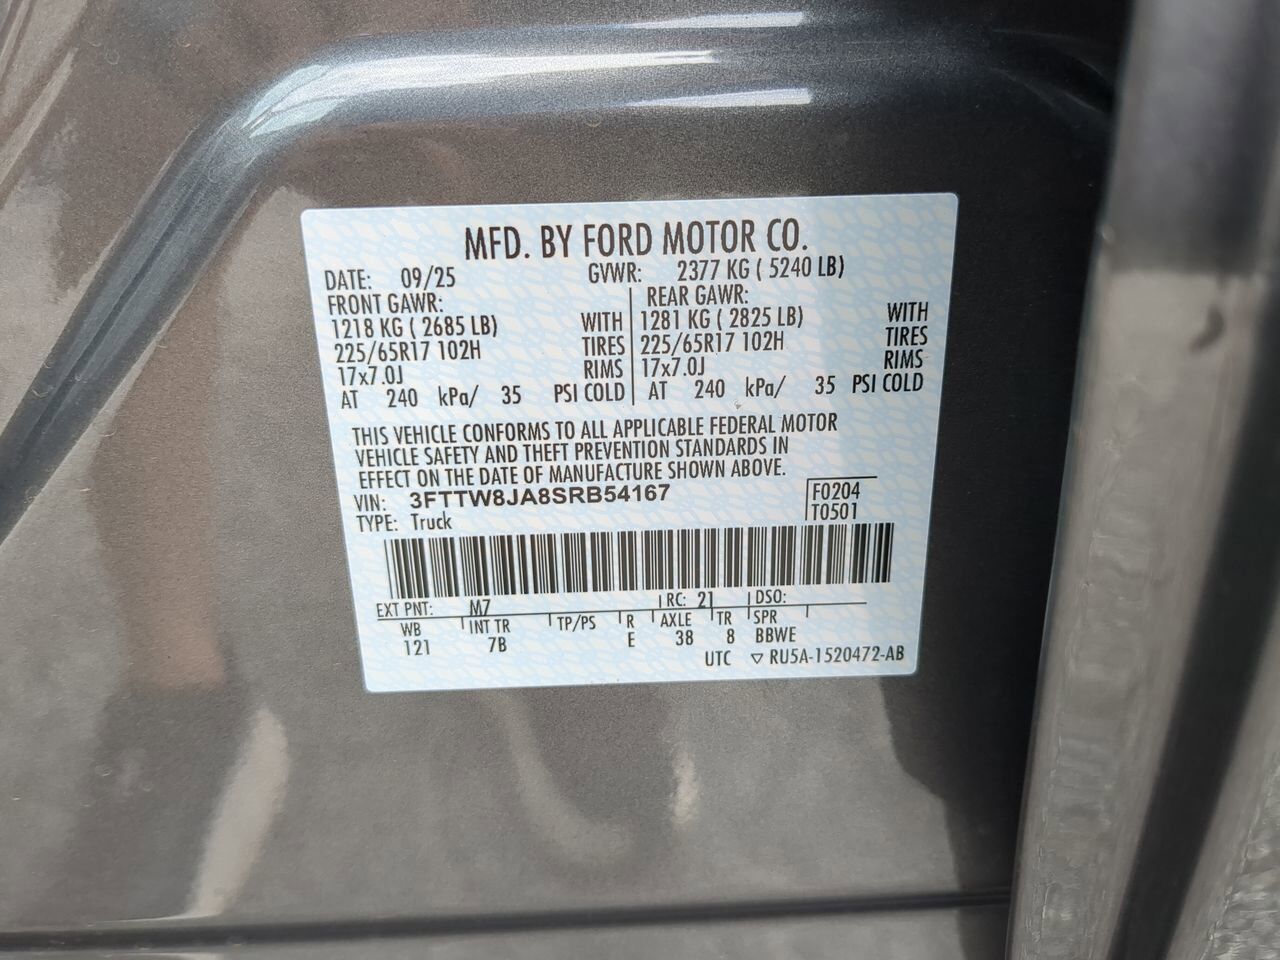 MFD. BY FORD MOTOR CO.
DATE: 09/25 GVWR: 2377 KG ( 5240 LB)
FRONT GAWR: REAR GAWR:
1218 KG ( 2685 LB) WITH 1281 KG ( 2825 LB) WITH
225/65R17 102H TIRES 225/65R17 102H TIRES
17x7.0J RIMS 17x7.0J RIMS
AT 240 kPa/ 35 PSI COLD AT 240 kPa/ 35 PSI COLD
THIS VEHICLE CONFORMS TO ALL APPLICABLE FEDERAL MOTOR
VEHICLE SAFETY AND THEFT PREVENTION STANDARDS IN
EFFECT ON THE DATE OF MANUFACTURE SHOWN ABOVE.
VIN: 3FTTW8JA8SRB54167 F0204
TYPE: Truck T0501
EXT PNT: M7 RC: 21 DSO:
WB INT TR TP/PS R AXLE TR SPR
121 7B E 38 8 BBWE
UTC ▽ RU5A-1520472-AB